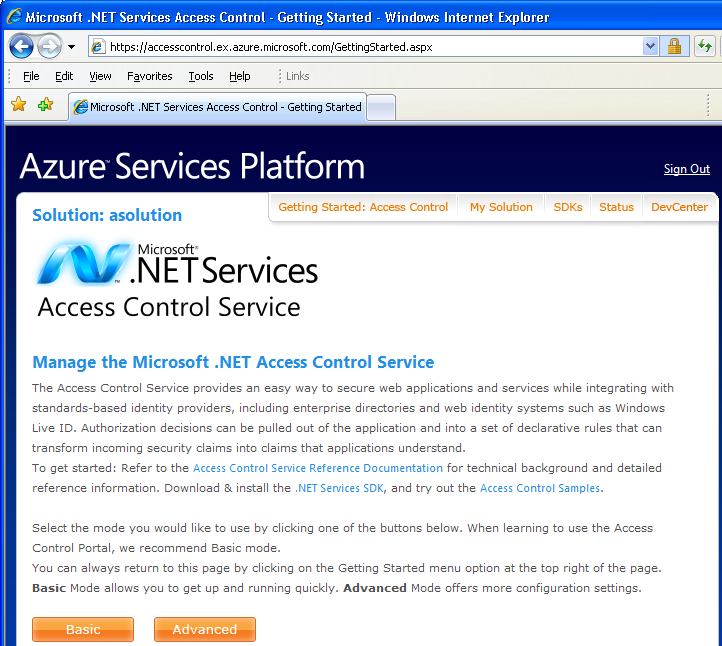 Microsoft .NET Services Access Control - Getting Started - Windows Internet Explorer
https://accesscontrol.ex.azure.microsoft.com/GettingStarted.aspx
File Edit View Favorites Tools Help Links
Microsoft .NET Services Access Control - Getting Started
Azure™ Services Platform
Sign Out
Solution: asolution
Getting Started: Access Control My Solution SDKs Status DevCenter
Microsoft®
.NET Services
Access Control Service
Manage the Microsoft .NET Access Control Service
The Access Control Service provides an easy way to secure web applications and services while integrating with
standards-based identity providers, including enterprise directories and web identity systems such as Windows
Live ID. Authorization decisions can be pulled out of the application and into a set of declarative rules that can
transform incoming security claims into claims that applications understand.
To get started: Refer to the Access Control Service Reference Documentation for technical background and detailed
reference information. Download & install the .NET Services SDK, and try out the Access Control Samples.
Select the mode you would like to use by clicking one of the buttons below. When learning to use the Access
Control Portal, we recommend Basic mode.
You can always return to this page by clicking on the Getting Started menu option at the top right of the page.
Basic Mode allows you to get up and running quickly. Advanced Mode offers more configuration settings.
Basic Advanced